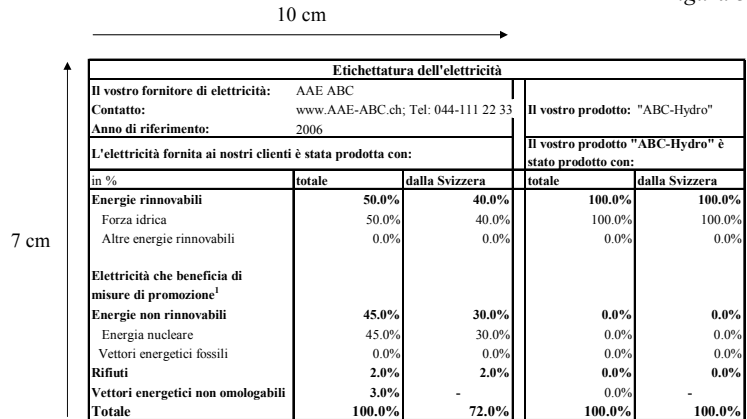 10 cm
7 cm
Etichettatura dell'elettricità
Il vostro fornitore di elettricità: AAE ABC
Contatto: www.AAE-ABC.ch; Tel: 044-111 22 33 Il vostro prodotto: "ABC-Hydro"
Anno di riferimento: 2006
L'elettricità fornita ai nostri clienti è stata prodotta con: Il vostro prodotto "ABC-Hydro" è
stato prodotto con:
in % totale dalla Svizzera totale dalla Svizzera
Energie rinnovabili 50.0% 40.0% 100.0% 100.0%
Forza idrica 50.0% 40.0% 100.0% 100.0%
Altre energie rinnovabili 0.0% 0.0% 0.0% 0.0%
Elettricità che beneficia di
misure di promozione¹
Energie non rinnovabili 45.0% 30.0% 0.0% 0.0%
Energia nucleare 45.0% 30.0% 0.0% 0.0%
Vettori energetici fossili 0.0% 0.0% 0.0% 0.0%
Rifiuti 2.0% 2.0% 0.0% 0.0%
Vettori energetici non omologabili 3.0% - 0.0% -
Totale 100.0% 72.0% 100.0% 100.0%